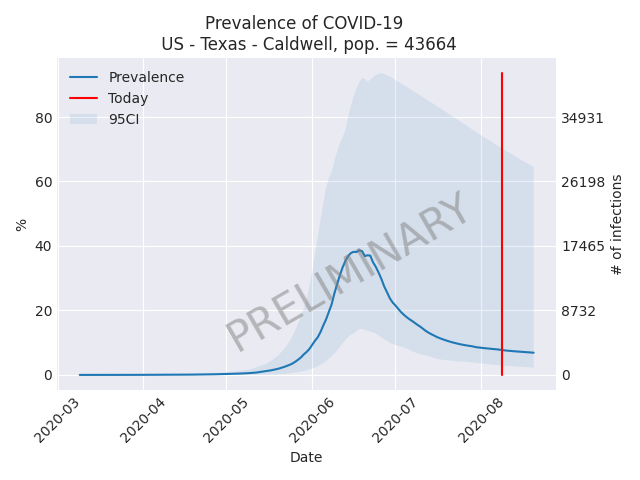 Prevalence of COVID-19
US - Texas - Caldwell, pop. = 43664
Prevalence
Today
95CI
80
60
40
20
0
%
34931
26198
17465
8732
0
# of infections
PRELIMINARY
2020-03
2020-04
2020-05
2020-06
2020-07
2020-08
Date